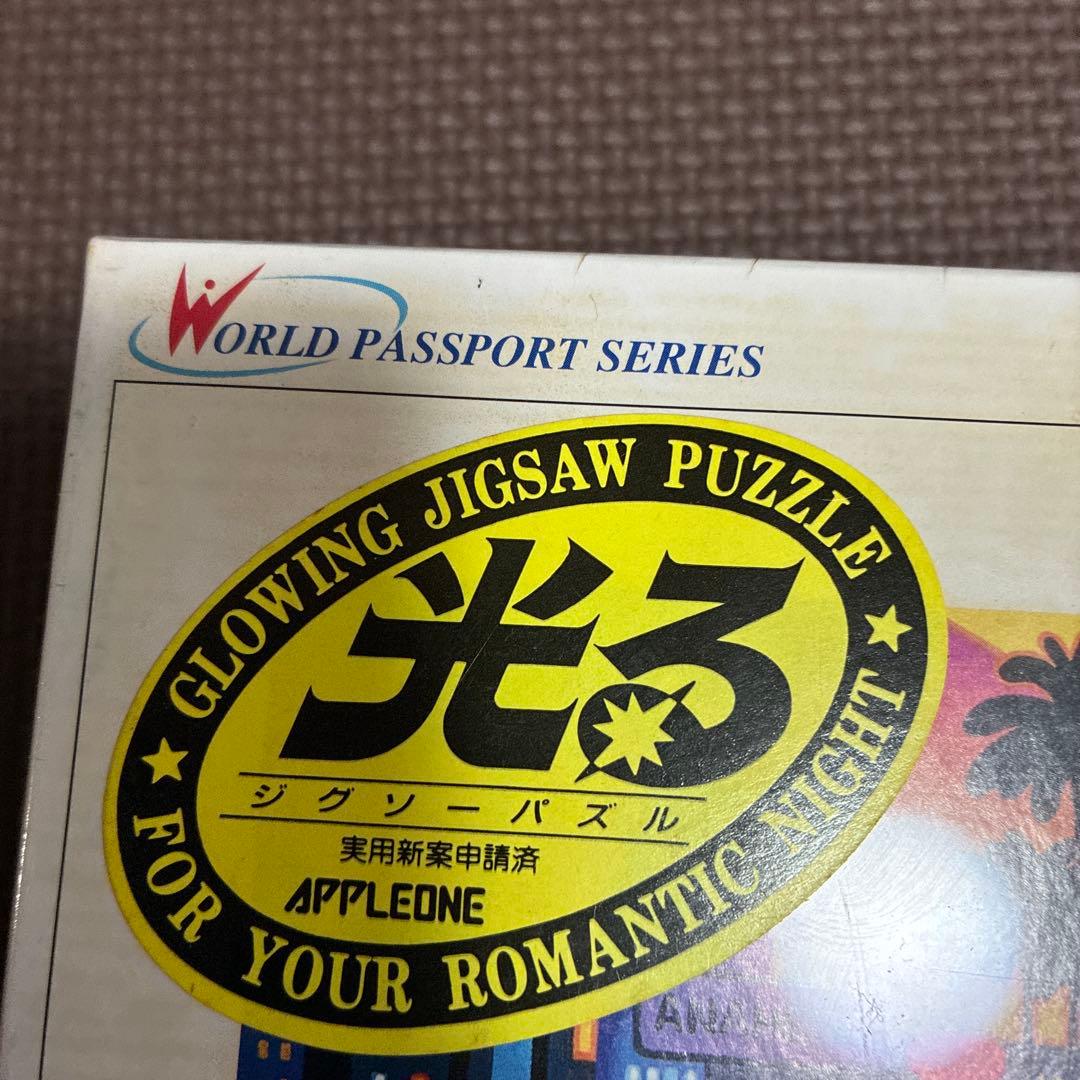 WORLD PASSPORT SERIES
GLOWING JIGSAW PUZZLE
光る
ジグソーパズル
実用新案申請済
APPLEONE
FOR YOUR ROMANTIC NIGHT